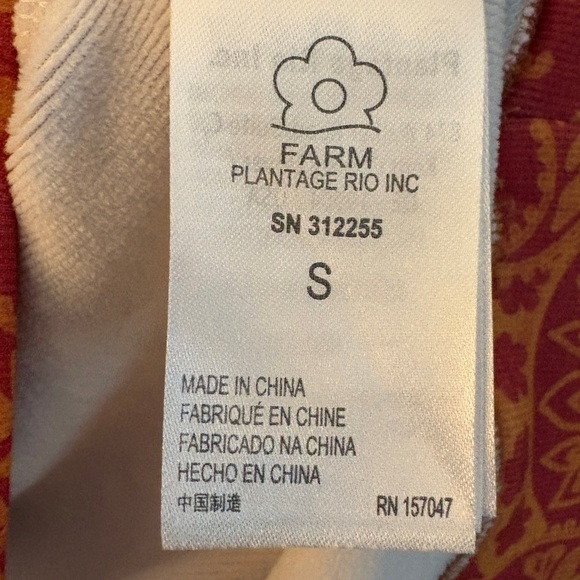 FARM
PLANTAGE RIO INC
SN 312255
S
MADE IN CHINA
FABRIQUÉ EN CHINE
FABRICADO NA CHINA
HECHO EN CHINA
中国制造 RN 157047